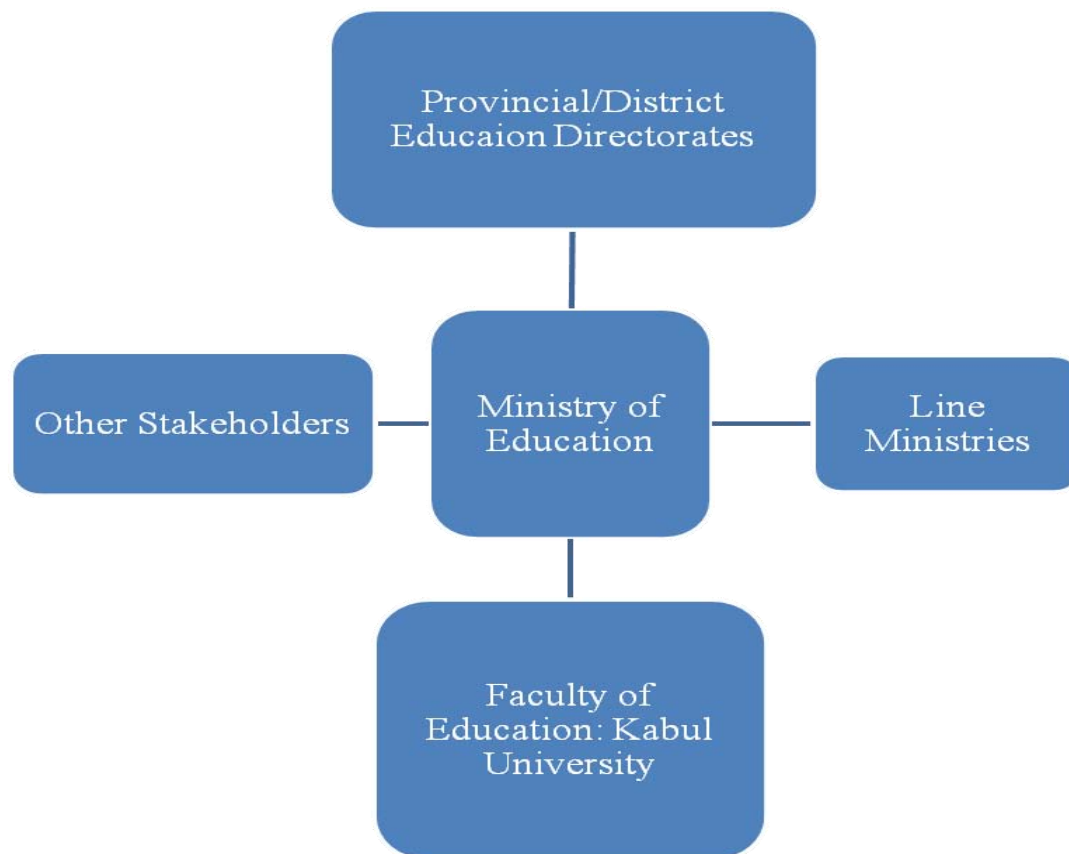 Provincial/District
Educaion Directorates
Other Stakeholders
Ministry of
Education
Line
Ministries
Faculty of
Education: Kabul
University